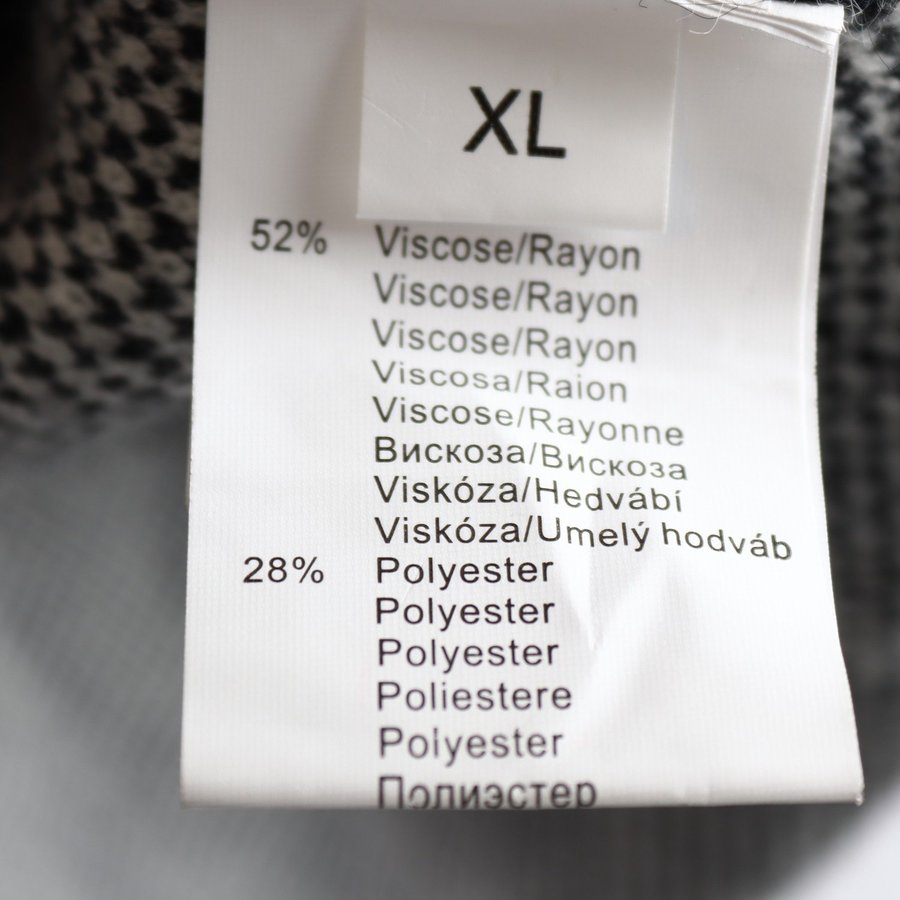 XL
52% Viscose/Rayon
Viscose/Rayon
Viscose/Rayon
Viscosa/Raion
Viscose/Rayonne
Вискоза/Вискоза
Viskóza/Hedvábí
Viskóza/Umelý hodváb
28% Polyester
Polyester
Polyester
Poliestere
Polyester
Полиэстер